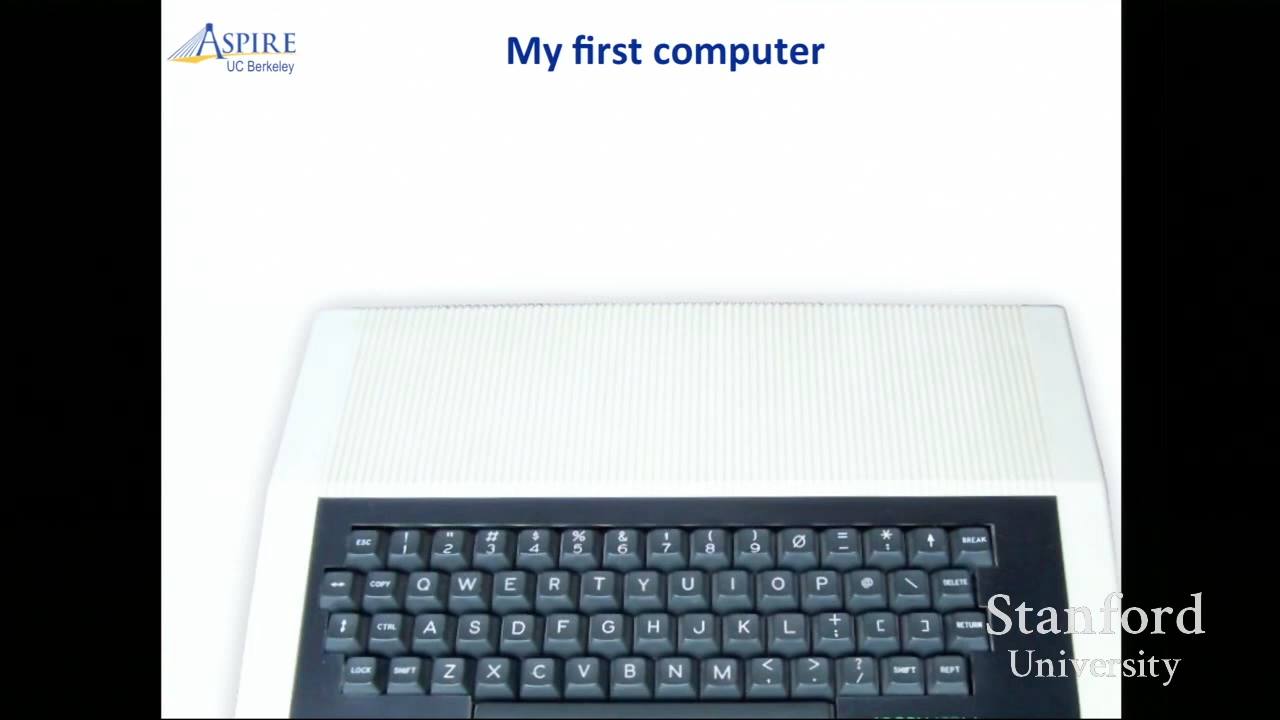 ASPIRE
UC Berkeley
My first computer
ESC ! 1 " 2 # 3 $ 4 % 5 & 6 ' 7 ( 8 ) 9 0 = - * : ↑ BREAK
↔ COPY Q W E R T Y U I O P @ \ DELETE
↕ CTRL A S D F G H J K L + ; [ ] RETURN
LOCK SHIFT Z X C V B N M < , > . ? / SHIFT REPT
Stanford
University